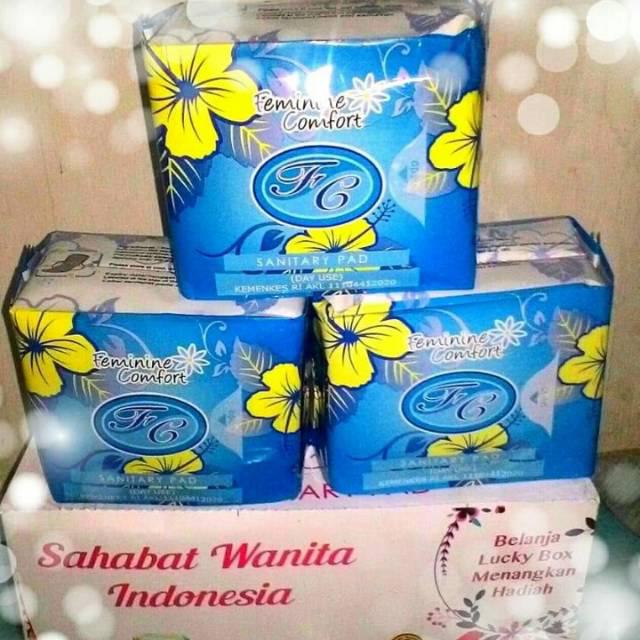 Feminine
Comfort
FC
SANITARY PAD
(DAY USE)
KEMENKES RI AKL 11106412020
Feminine
Comfort
FC
SANITARY PAD
(DAY USE)
Feminine
Comfort
FC
SANITARY PAD
Sahabat Wanita
Indonesia
Belanja
Lucky Box
Menangkan
Hadiah